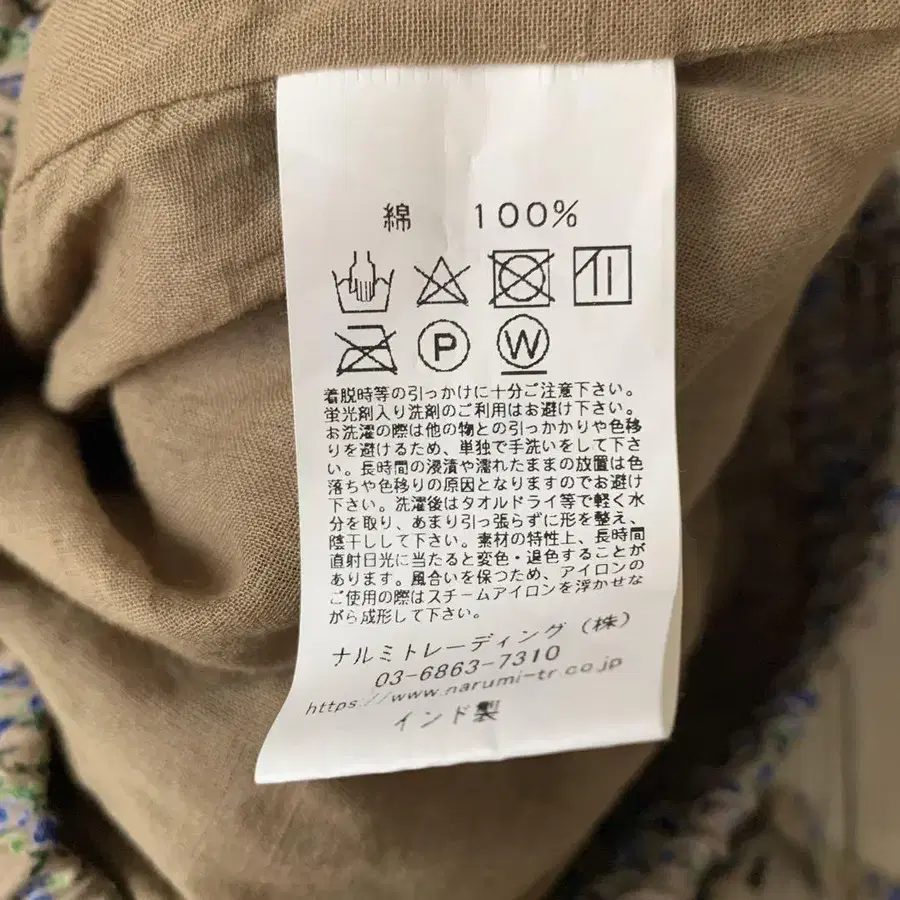 綿 100%
P W
着脱時等の引っかけに十分ご注意下さい。
蛍光剤入り洗剤のご利用はお避け下さい。
お洗濯の際は他の物との引っかかりや色移
りを避けるため、単独で手洗いをして下さ
い。長時間の浸漬や濡れたままの放置は色
落ちや色移りの原因となりますのでお避け
下さい。洗濯後はタオルドライ等で軽く水
分を取り、あまり引っ張らずに形を整え、
陰干しして下さい。素材の特性上、長時間
直射日光に当たると変色・退色することが
あります。風合いを保つため、アイロンの
ご使用の際はスチームアイロンを浮かせな
がら成形して下さい。
ナルミトレーディング(株)
03-6863-7310
https://www.narumi-tr.co.jp
インド製